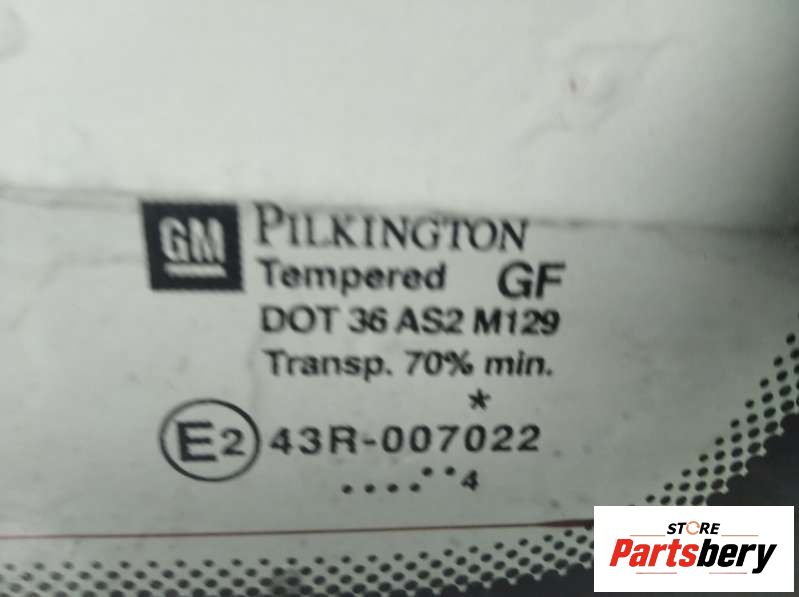 GM PILKINGTON
Tempered GF
DOT 36 AS2 M129
Transp. 70% min.
*
E2 43R-007022
....¨4
STORE
Partsbery